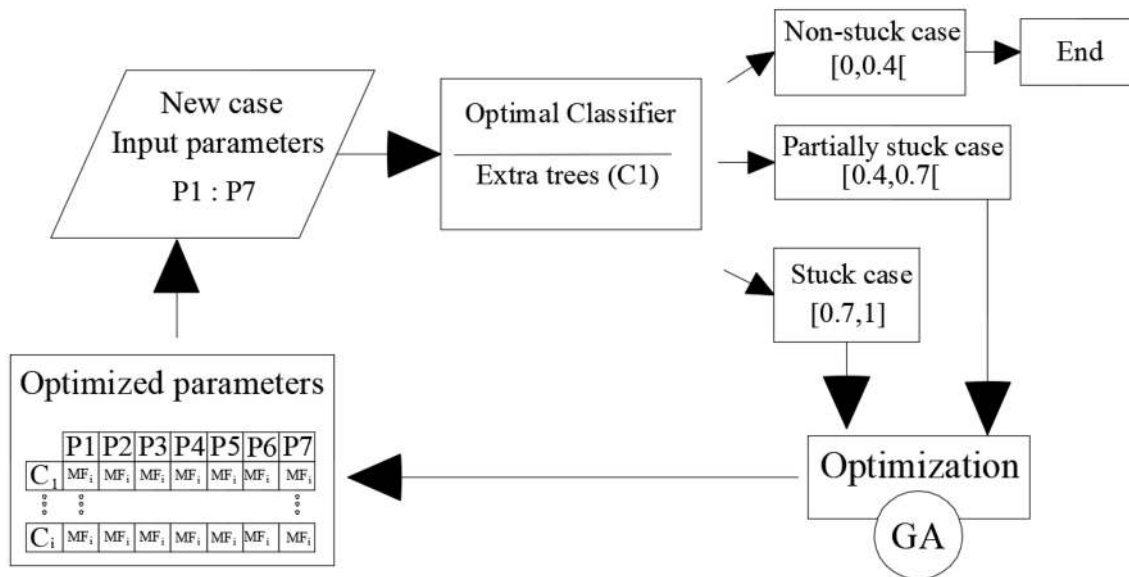 New case
Input parameters
P1 : P7
Optimal Classifier
Extra trees (C1)
Non-stuck case
[0,0.4[
End
Partially stuck case
[0.4,0.7[
Stuck case
[0.7,1]
Optimization
GA
Optimized parameters
P1 P2 P3 P4 P5 P6 P7
C₁ MFᵢ MFᵢ MFᵢ MFᵢ MFᵢ MFᵢ MFᵢ
Cᵢ MFᵢ MFᵢ MFᵢ MFᵢ MFᵢ MFᵢ MFᵢ